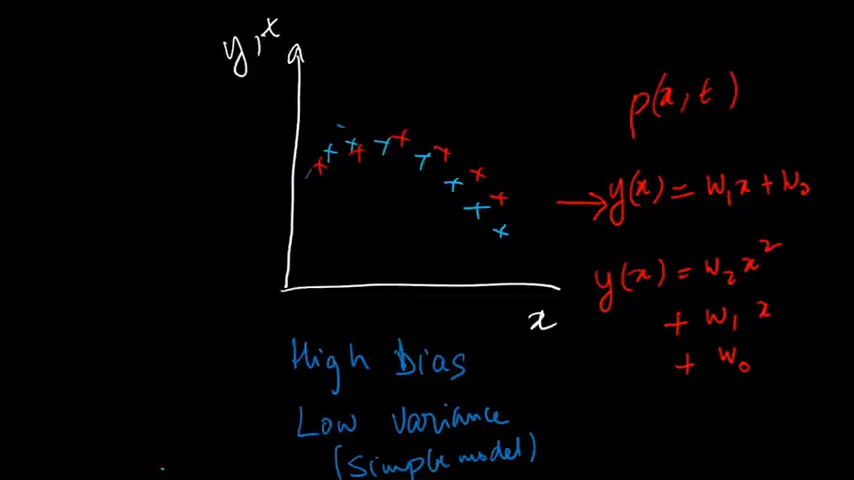 y, t
p(x, t)
y(x) = w₁x + w₀
y(x) = w₂x²
+ w₁ x
+ w₀
x
High bias
Low variance
(simple model)